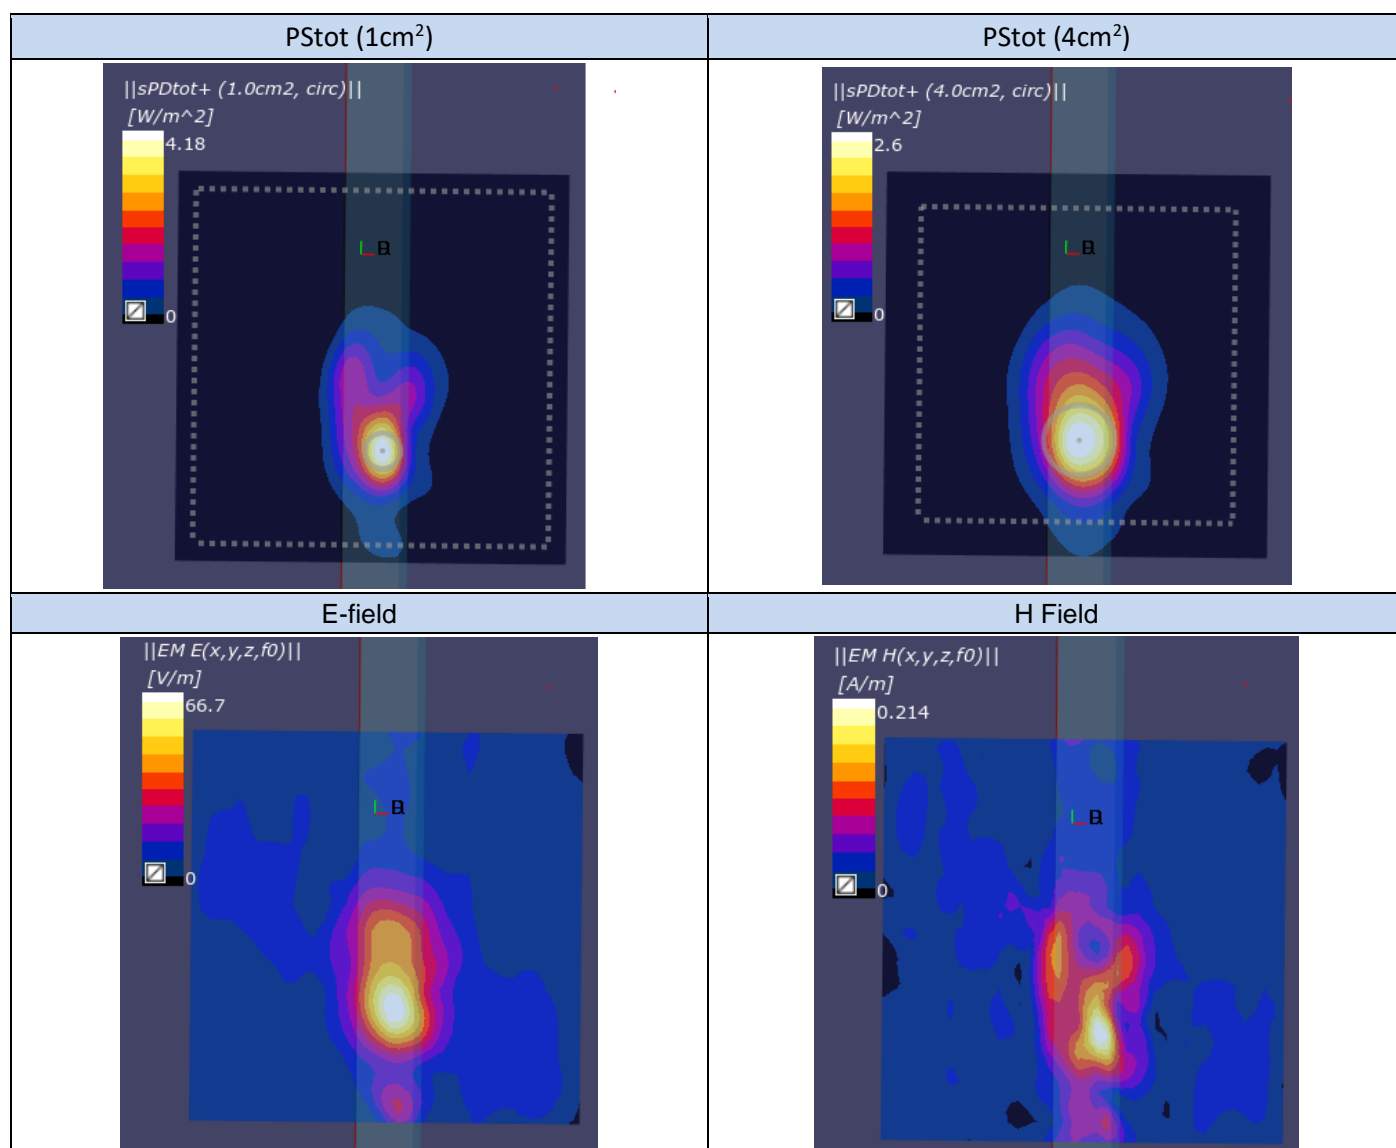 PStot (1cm²)
PStot (4cm²)
||sPDtot+ (1.0cm2, circ)||
[W/m^2]
4.18
0
||sPDtot+ (4.0cm2, circ)||
[W/m^2]
2.6
0
E-field
H Field
||EM E(x,y,z,f0)||
[V/m]
66.7
0
||EM H(x,y,z,f0)||
[A/m]
0.214
0